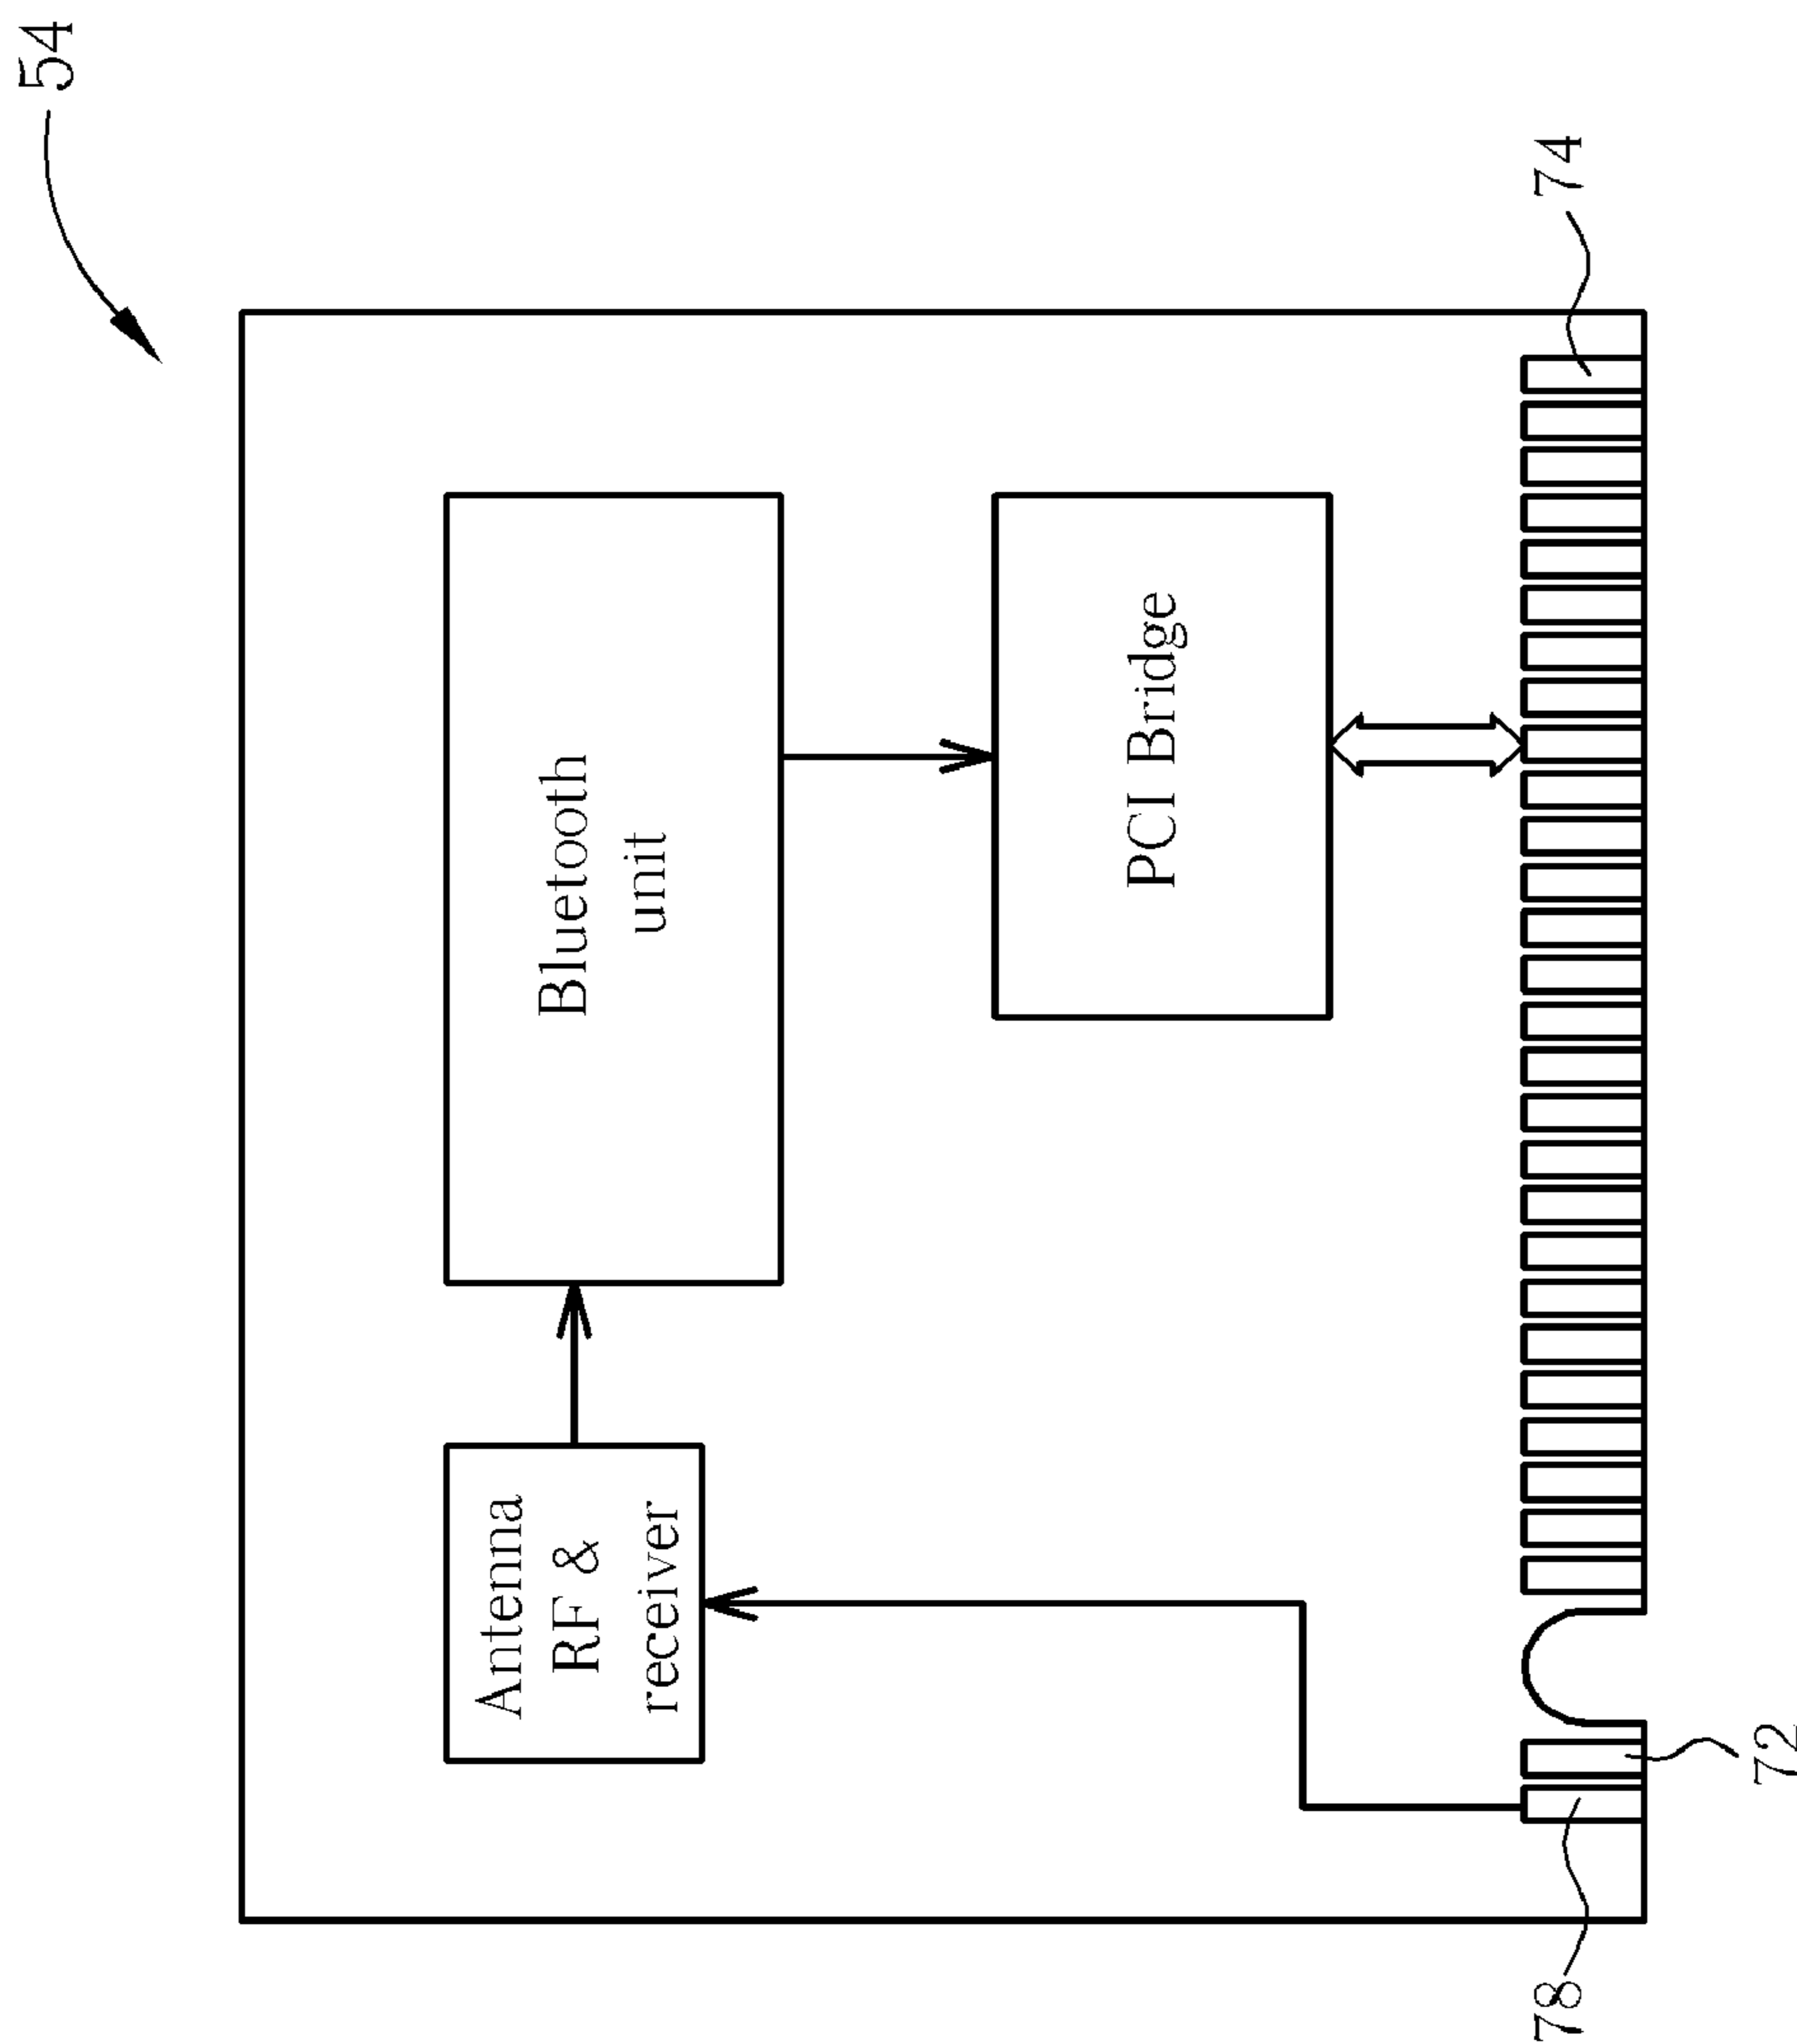 54
Antenna
RF &
receiver
Bluetooth
unit
PCI Bridge
78
72
74